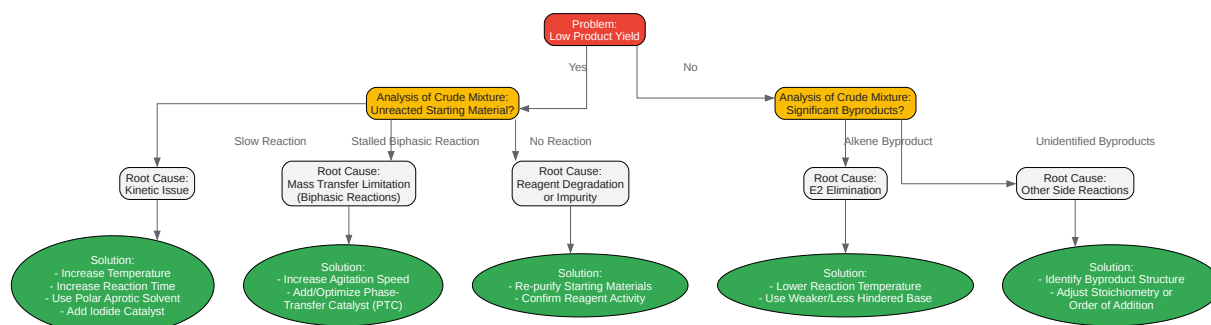 Problem:
Low Product Yield
Yes
No
Analysis of Crude Mixture:
Unreacted Starting Material?
Analysis of Crude Mixture:
Significant Byproducts?
Slow Reaction
Stalled Biphasic Reaction
No Reaction
Alkene Byproduct
Unidentified Byproducts
Root Cause:
Kinetic Issue
Root Cause:
Mass Transfer Limitation
(Biphasic Reactions)
Root Cause:
Reagent Degradation
or Impurity
Root Cause:
E2 Elimination
Root Cause:
Other Side Reactions
Solution:
- Increase Temperature
- Increase Reaction Time
- Use Polar Aprotic Solvent
- Add Iodide Catalyst
Solution:
- Increase Agitation Speed
- Add/Optimize Phase-
Transfer Catalyst (PTC)
Solution:
- Re-purify Starting Materials
- Confirm Reagent Activity
Solution:
- Lower Reaction Temperature
- Use Weaker/Less Hindered Base
Solution:
- Identify Byproduct Structure
- Adjust Stoichiometry or
Order of Addition